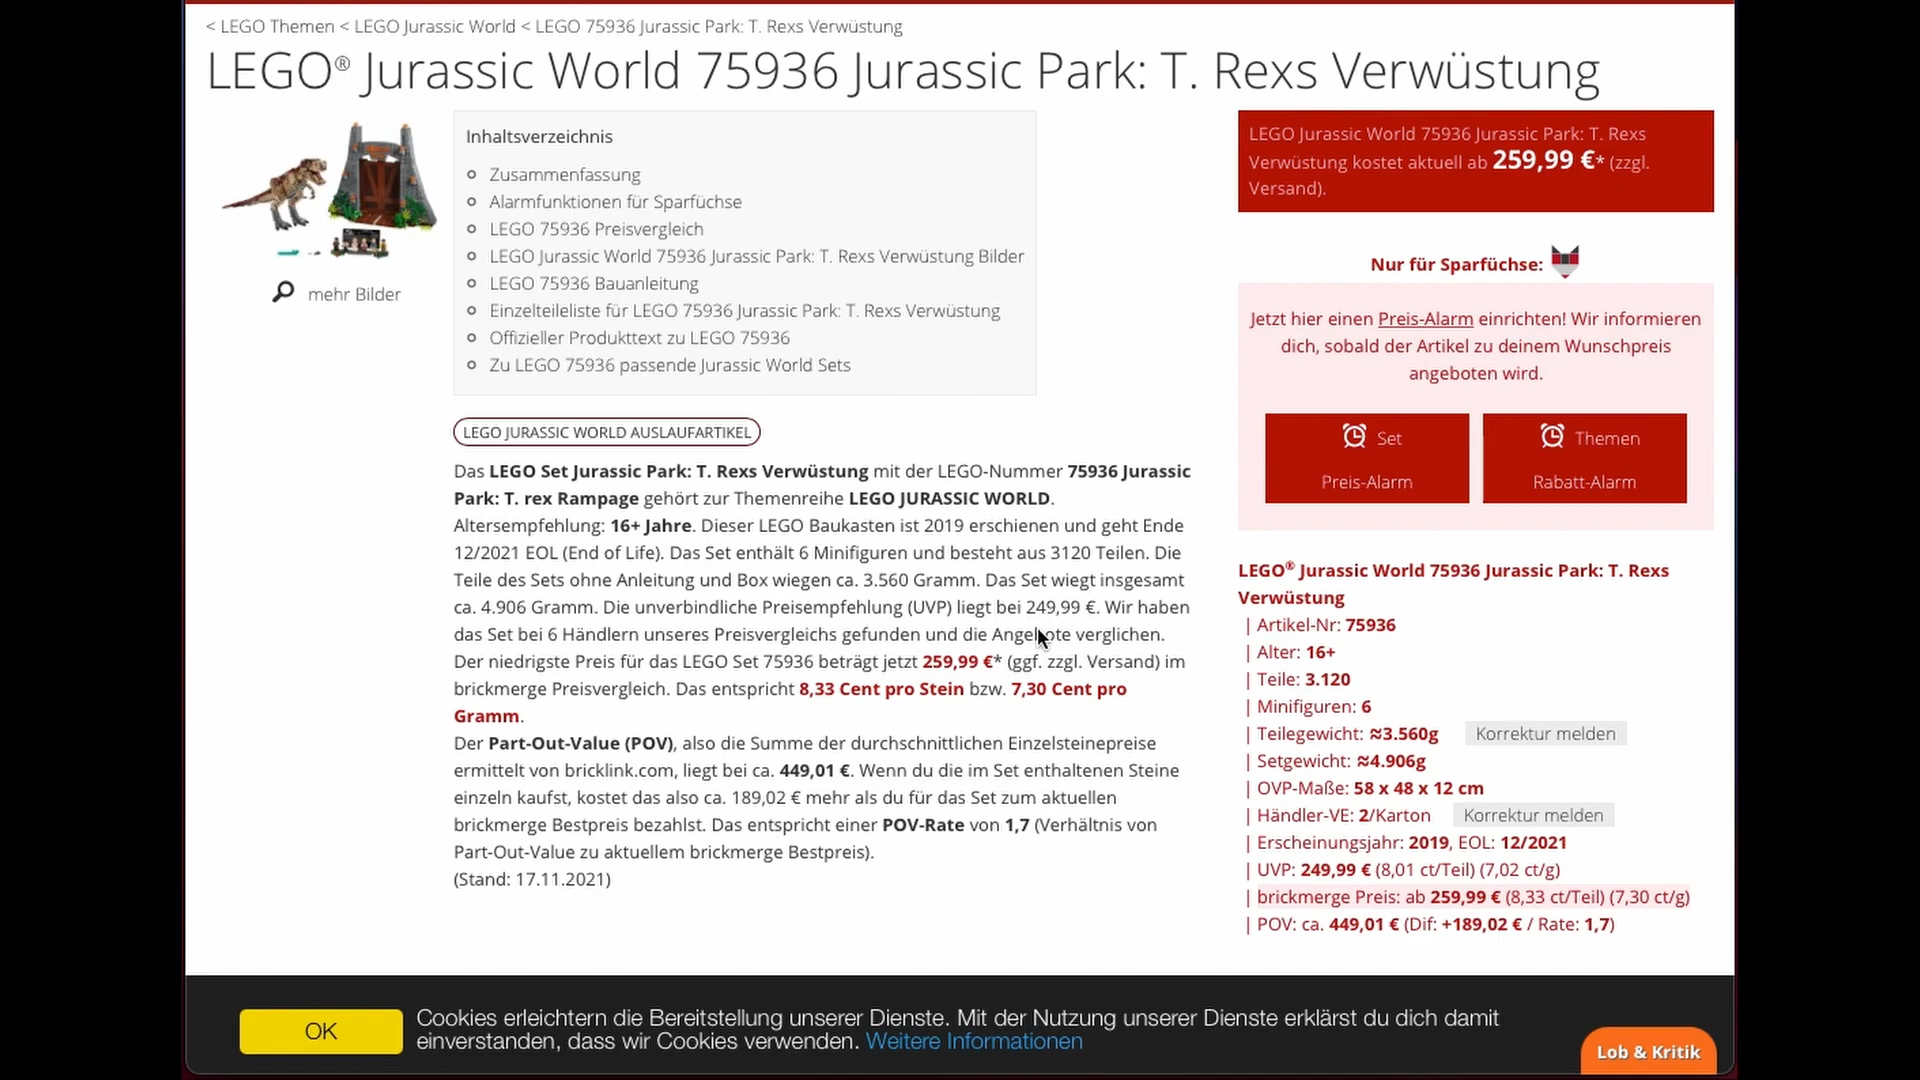 < LEGO Themen < LEGO Jurassic World < LEGO 75936 Jurassic Park: T. Rexs Verwüstung
LEGO® Jurassic World 75936 Jurassic Park: T. Rexs Verwüstung
mehr Bilder
Inhaltsverzeichnis
Zusammenfassung
Alarmfunktionen für Sparfüchse
LEGO 75936 Preisvergleich
LEGO Jurassic World 75936 Jurassic Park: T. Rexs Verwüstung Bilder
LEGO 75936 Bauanleitung
Einzelteileliste für LEGO 75936 Jurassic Park: T. Rexs Verwüstung
Offizieller Produkttext zu LEGO 75936
Zu LEGO 75936 passende Jurassic World Sets
LEGO JURASSIC WORLD AUSLAUFARTIKEL
Das LEGO Set Jurassic Park: T. Rexs Verwüstung mit der LEGO-Nummer 75936 Jurassic
Park: T. rex Rampage gehört zur Themenreihe LEGO JURASSIC WORLD.
Altersempfehlung: 16+ Jahre. Dieser LEGO Baukasten ist 2019 erschienen und geht Ende
12/2021 EOL (End of Life). Das Set enthält 6 Minifiguren und besteht aus 3120 Teilen. Die
Teile des Sets ohne Anleitung und Box wiegen ca. 3.560 Gramm. Das Set wiegt insgesamt
ca. 4.906 Gramm. Die unverbindliche Preisempfehlung (UVP) liegt bei 249,99 €. Wir haben
das Set bei 6 Händlern unseres Preisvergleichs gefunden und die Angebote verglichen.
Der niedrigste Preis für das LEGO Set 75936 beträgt jetzt 259,99 €* (ggf. zzgl. Versand) im
brickmerge Preisvergleich. Das entspricht 8,33 Cent pro Stein bzw. 7,30 Cent pro
Gramm.
Der Part-Out-Value (POV), also die Summe der durchschnittlichen Einzelsteinepreise
ermittelt von bricklink.com, liegt bei ca. 449,01 €. Wenn du die im Set enthaltenen Steine
einzeln kaufst, kostet das also ca. 189,02 € mehr als du für das Set zum aktuellen
brickmerge Bestpreis bezahlst. Das entspricht einer POV-Rate von 1,7 (Verhältnis von
Part-Out-Value zu aktuellem brickmerge Bestpreis).
(Stand: 17.11.2021)
LEGO Jurassic World 75936 Jurassic Park: T. Rexs
Verwüstung kostet aktuell ab 259,99 €* (zzgl.
Versand).
Nur für Sparfüchse:
Jetzt hier einen Preis-Alarm einrichten! Wir informieren
dich, sobald der Artikel zu deinem Wunschpreis
angeboten wird.
Set
Preis-Alarm
Themen
Rabatt-Alarm
LEGO® Jurassic World 75936 Jurassic Park: T. Rexs
Verwüstung
| Artikel-Nr: 75936
| Alter: 16+
| Teile: 3.120
| Minifiguren: 6
| Teilegewicht: ≈3.560g Korrektur melden
| Setgewicht: ≈4.906g
| OVP-Maße: 58 x 48 x 12 cm
| Händler-VE: 2/Karton Korrektur melden
| Erscheinungsjahr: 2019, EOL: 12/2021
| UVP: 249,99 € (8,01 ct/Teil) (7,02 ct/g)
| brickmerge Preis: ab 259,99 € (8,33 ct/Teil) (7,30 ct/g)
| POV: ca. 449,01 € (Dif: +189,02 € / Rate: 1,7)
OK
Cookies erleichtern die Bereitstellung unserer Dienste. Mit der Nutzung unserer Dienste erklärst du dich damit
einverstanden, dass wir Cookies verwenden. Weitere Informationen
Lob & Kritik